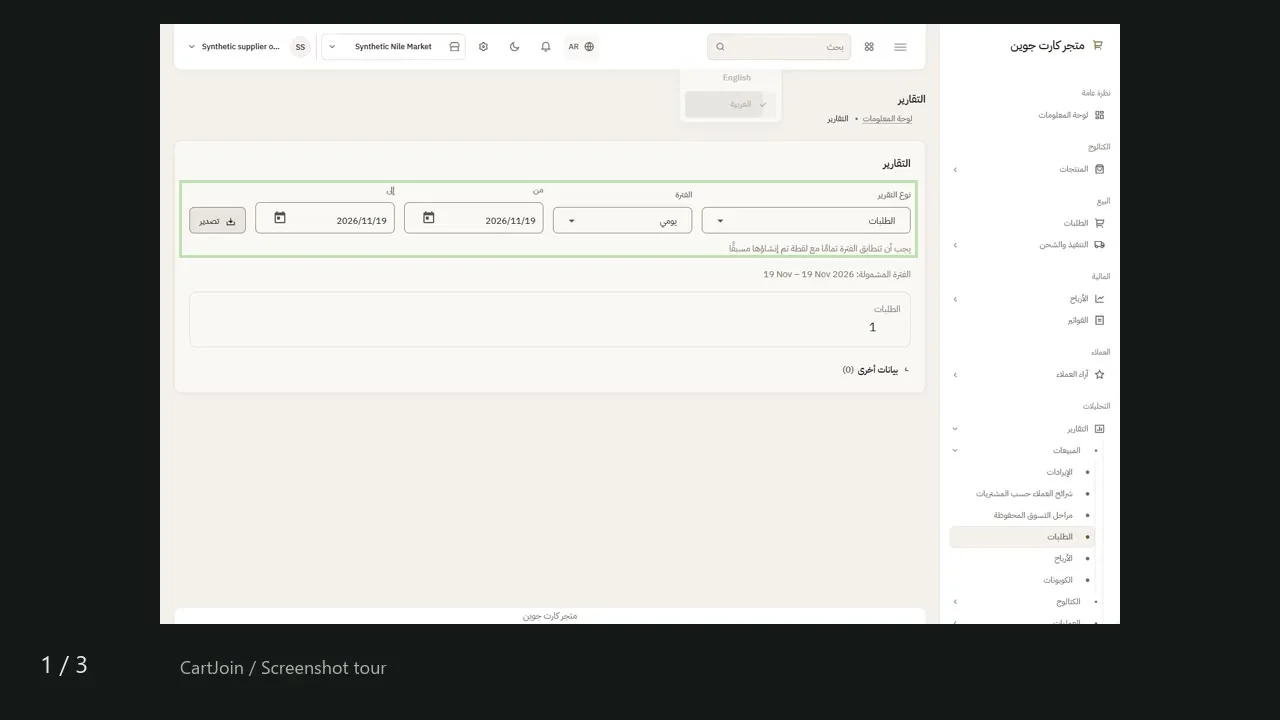 متجر كارت جوين
بحث
AR
Synthetic Nile Market
SS
Synthetic supplier o...
English
العربية
نظرة عامة
لوحة المعلومات
الكتالوج
المنتجات
البيع
الطلبات
التنفيذ والشحن
المالية
الأرباح
الفواتير
العملاء
آراء العملاء
التحليلات
التقارير
المبيعات
الإيرادات
شرائح العملاء حسب المشتريات
مراحل التسوق المحفوظة
الطلبات
الأرباح
الكوبونات
الكتالوج
العمليات
التقارير
لوحة المعلومات • التقارير
التقارير
نوع التقرير
الطلبات
الفترة
يومي
من
2026/11/19
إلى
2026/11/19
تصدير
يجب أن تتطابق الفترة تمامًا مع لقطة تم إنشاؤها مسبقًا
الفترة المشمولة: 19 Nov – 19 Nov 2026
الطلبات
1
بيانات أخرى (0)
متجر كارت جوين
1 / 3
CartJoin / Screenshot tour